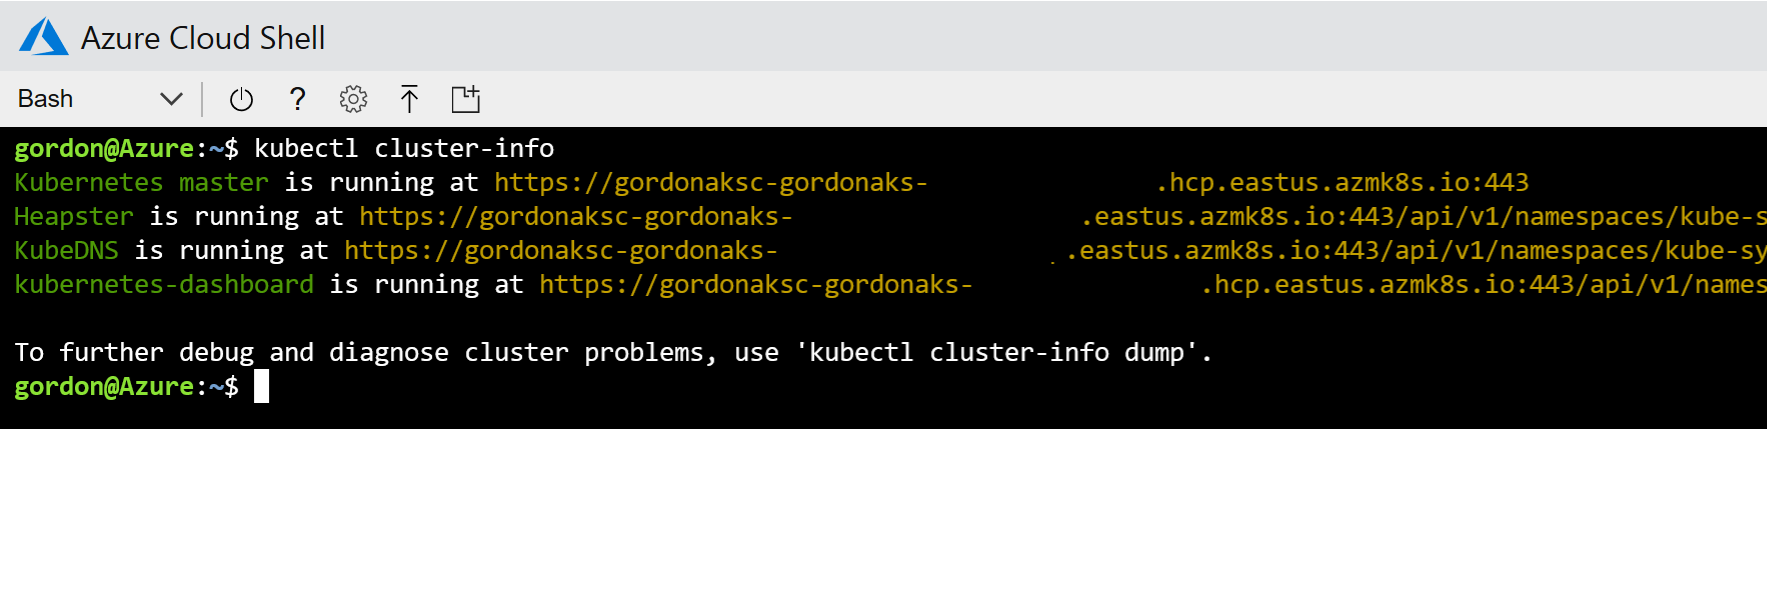 Azure Cloud Shell
Bash
?
gordon@Azure:~$ kubectl cluster-info
Kubernetes master is running at https://gordonaksc-gordonaks- .hcp.eastus.azmk8s.io:443
Heapster is running at https://gordonaksc-gordonaks- .eastus.azmk8s.io:443/api/v1/namespaces/kube-s
KubeDNS is running at https://gordonaksc-gordonaks- .eastus.azmk8s.io:443/api/v1/namespaces/kube-sy
kubernetes-dashboard is running at https://gordonaksc-gordonaks- .hcp.eastus.azmk8s.io:443/api/v1/names
To further debug and diagnose cluster problems, use 'kubectl cluster-info dump'.
gordon@Azure:~$